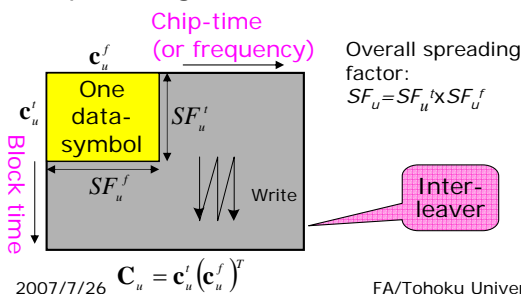 Chip-time
(or frequency)
c_u^f
Overall spreading
factor:
SF_u=SF_u^t x SF_u^f
c_u^t
One
data-
symbol
SF_u^t
Block time
SF_u^f
Write
Inter-
leaver
C_u = c_u^t (c_u^f)^T
2007/7/26
FA/Tohoku Univer